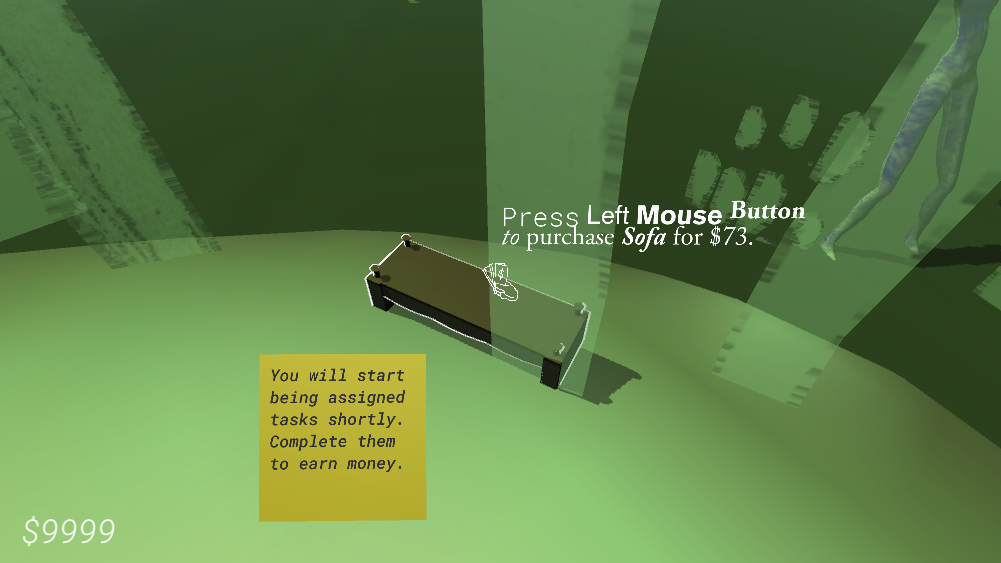 Press Left Mouse Button
to purchase Sofa for $73.
You will start
being assigned
tasks shortly.
Complete them
to earn money.
$9999